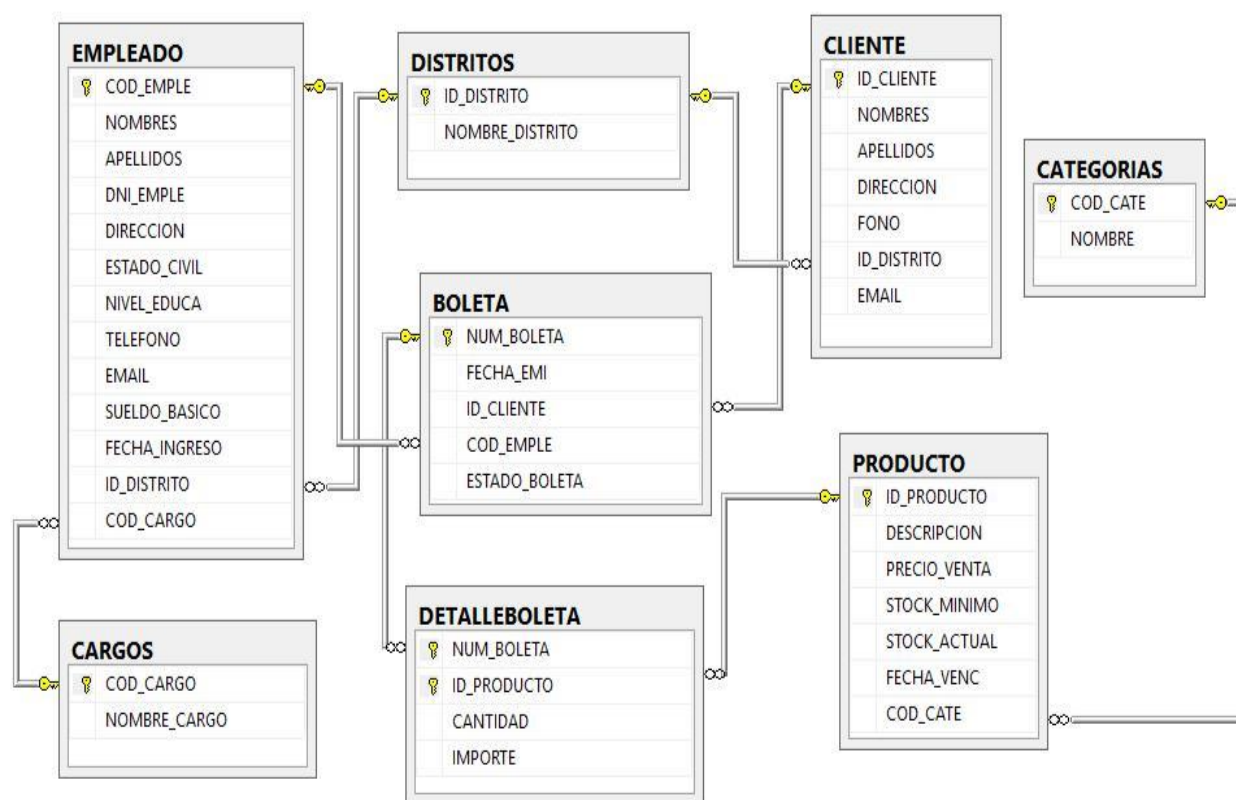 EMPLEADO
COD_EMPLE
NOMBRES
APELLIDOS
DNI_EMPLE
DIRECCION
ESTADO_CIVIL
NIVEL_EDUCA
TELEFONO
EMAIL
SUELDO_BASICO
FECHA_INGRESO
ID_DISTRITO
COD_CARGO
DISTRITOS
ID_DISTRITO
NOMBRE_DISTRITO
CLIENTE
ID_CLIENTE
NOMBRES
APELLIDOS
DIRECCION
FONO
ID_DISTRITO
EMAIL
CATEGORIAS
COD_CATE
NOMBRE
BOLETA
NUM_BOLETA
FECHA_EMI
ID_CLIENTE
COD_EMPLE
ESTADO_BOLETA
PRODUCTO
ID_PRODUCTO
DESCRIPCION
PRECIO_VENTA
STOCK_MINIMO
STOCK_ACTUAL
FECHA_VENC
COD_CATE
CARGOS
COD_CARGO
NOMBRE_CARGO
DETALLEBOLETA
NUM_BOLETA
ID_PRODUCTO
CANTIDAD
IMPORTE